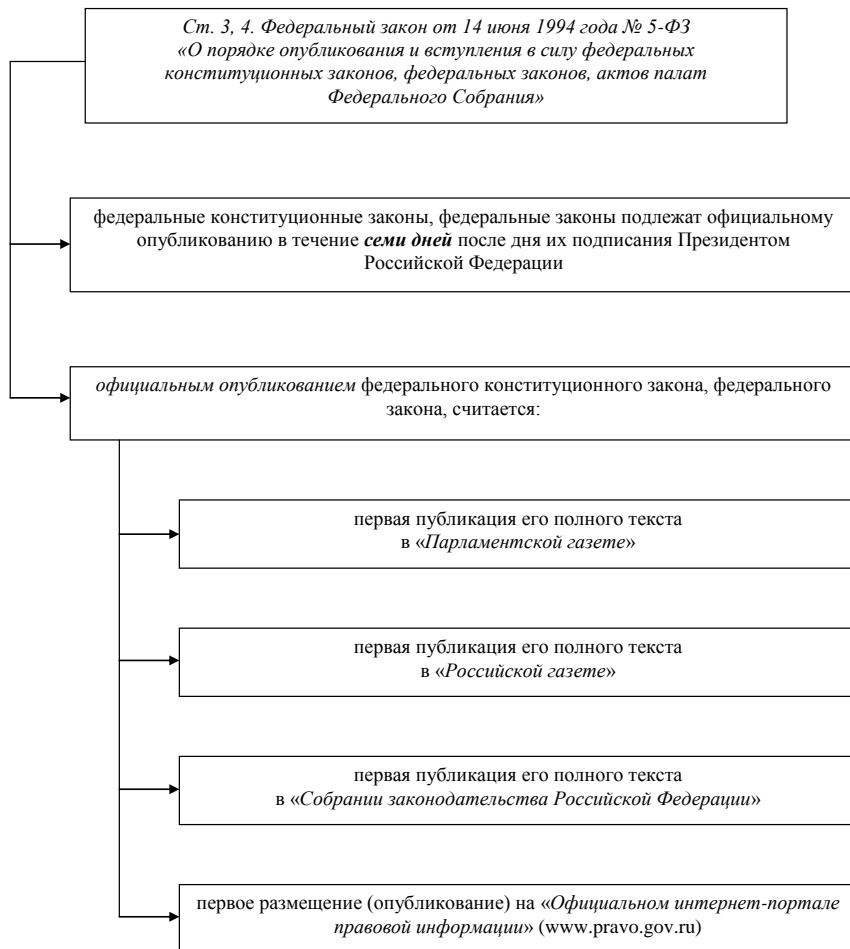 Ст. 3, 4. Федеральный закон от 14 июня 1994 года № 5-ФЗ
«О порядке опубликования и вступления в силу федеральных
конституционных законов, федеральных законов, актов палат
Федерального Собрания»
федеральные конституционные законы, федеральные законы подлежат официальному
опубликованию в течение семи дней после дня их подписания Президентом
Российской Федерации
официальным опубликованием федерального конституционного закона, федерального
закона, считается:
первая публикация его полного текста
в «Парламентской газете»
первая публикация его полного текста
в «Российской газете»
первая публикация его полного текста
в «Собрании законодательства Российской Федерации»
первое размещение (опубликование) на «Официальном интернет-портале
правовой информации» (www.pravo.gov.ru)